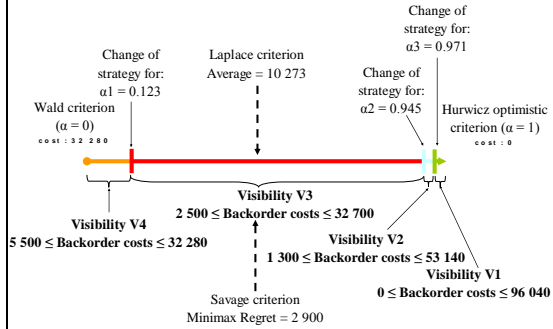 Change of
strategy for:
α3 = 0.971
Laplace criterion
Average = 10 273
Change of
strategy for:
α1 = 0.123
Change of
strategy for:
α2 = 0.945
Wald criterion
(α = 0)
cost : 32 280
Hurwicz optimistic
criterion (α = 1)
cost : 0
Visibility V3
2 500 ≤ Backorder costs ≤ 32 700
Visibility V4
5 500 ≤ Backorder costs ≤ 32 280
Visibility V2
1 300 ≤ Backorder costs ≤ 53 140
Visibility V1
0 ≤ Backorder costs ≤ 96 040
Savage criterion
Minimax Regret = 2 900